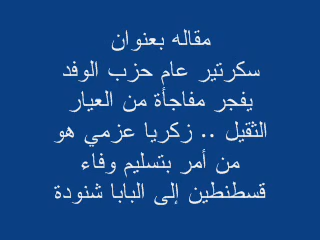 مقاله بعنوان
سكرتير عام حزب الوفد
يفجر مفاجأة من العيار
الثقيل .. زكريا عزمي هو
من أمر بتسليم وفاء
قسطنطين إلى البابا شنودة